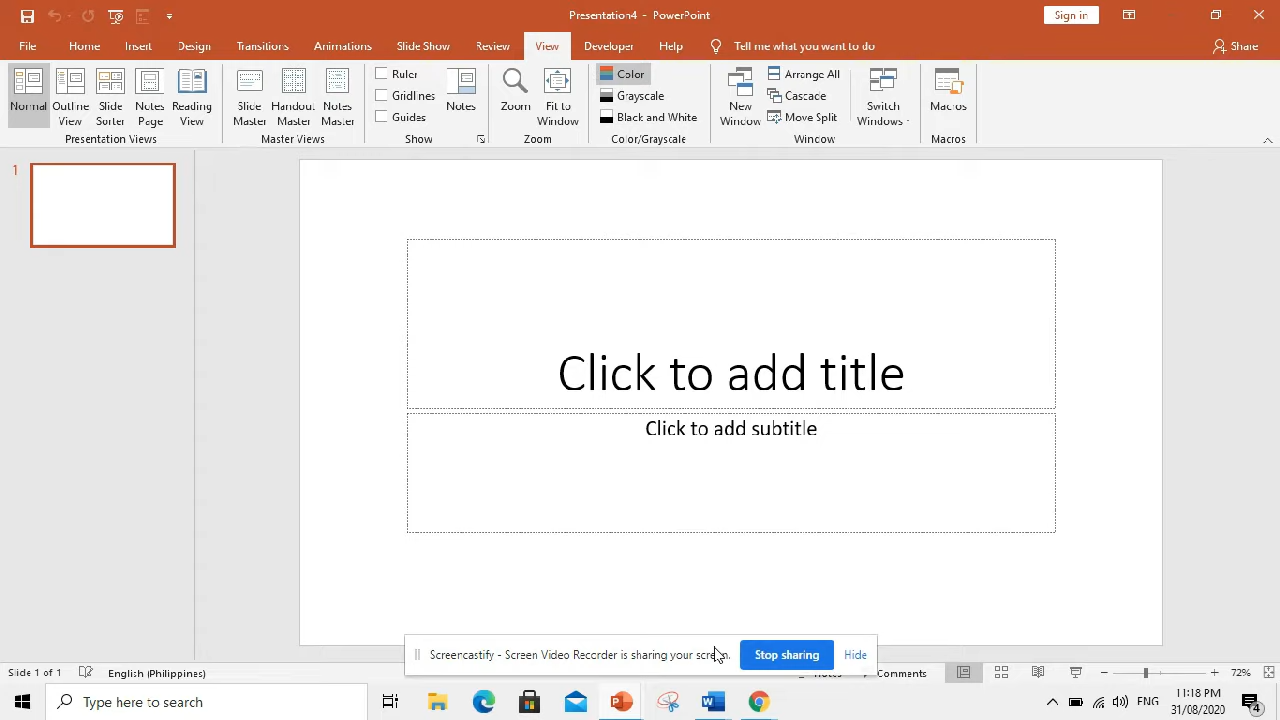 Presentation4 - PowerPoint
Sign in
File Home Insert Design Transitions Animations Slide Show Review View Developer Help Tell me what you want to do Share
Normal
Outline View
Slide Sorter
Notes Page
Reading View
Presentation Views
Slide Master
Handout Master
Notes Master
Master Views
Ruler
Gridlines
Guides
Show
Notes
Zoom
Fit to Window
Zoom
Color
Grayscale
Black and White
Color/Grayscale
New Window
Arrange All
Cascade
Move Split
Switch Windows
Window
Macros
Macros
1
Click to add title
Click to add subtitle
Screencastify - Screen Video Recorder is sharing your screen.
Stop sharing
Hide
Slide 1 of 1 English (Philippines) Notes Comments 72%
Type here to search
ENG
11:18 PM
31/08/2020
4